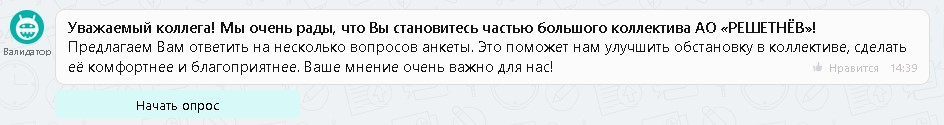 Уважаемый коллега! Мы очень рады, что Вы становитесь частью большого коллектива АО «РЕШЕТНЁВ»!
Предлагаем Вам ответить на несколько вопросов анкеты. Это поможет нам улучшить обстановку в коллективе, сделать
Валидатор
её комфортнее и благоприятнее. Ваше мнение очень важно для нас!
Нравится 14:39
Начать опрос